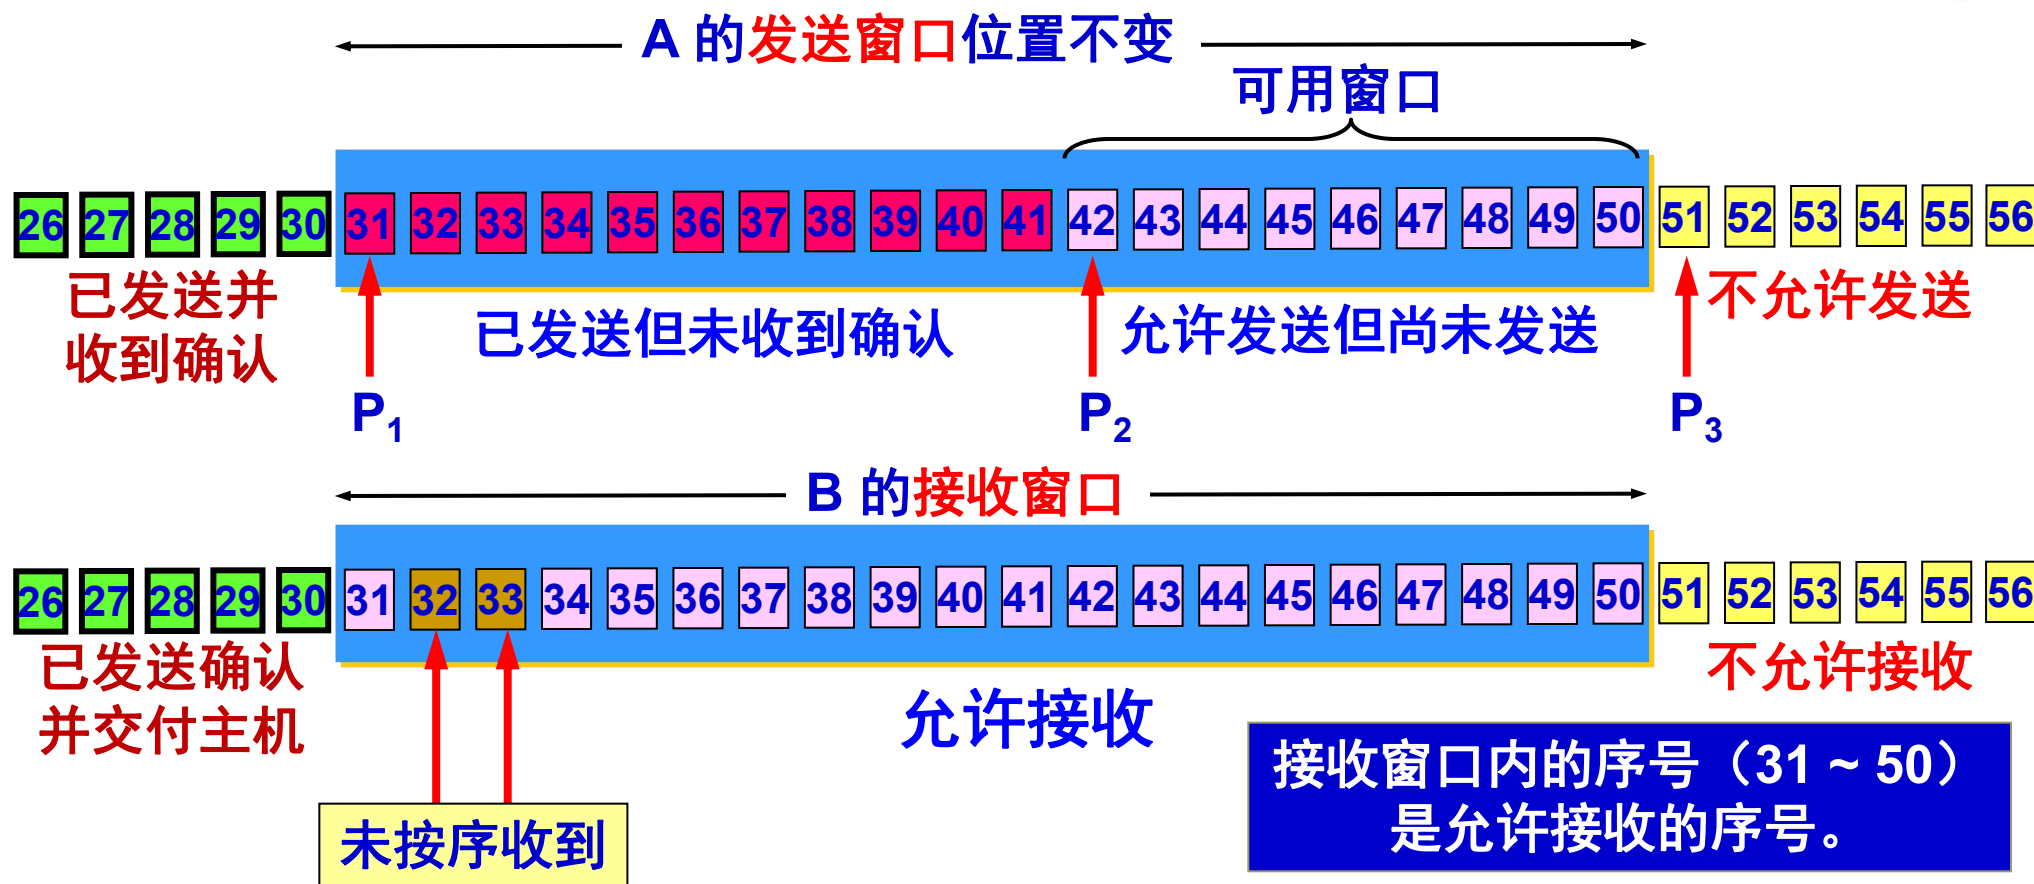 A 的发送窗口位置不变
可用窗口
26 27 28 29 30 31 32 33 34 35 36 37 38 39 40 41 42 43 44 45 46 47 48 49 50 51 52 53 54 55 56
已发送并
收到确认
已发送但未收到确认
允许发送但尚未发送
不允许发送
P1
P2
P3
B 的接收窗口
26 27 28 29 30 31 32 33 34 35 36 37 38 39 40 41 42 43 44 45 46 47 48 49 50 51 52 53 54 55 56
已发送确认
并交付主机
允许接收
不允许接收
未按序收到
接收窗口内的序号（31 ~ 50）
是允许接收的序号。